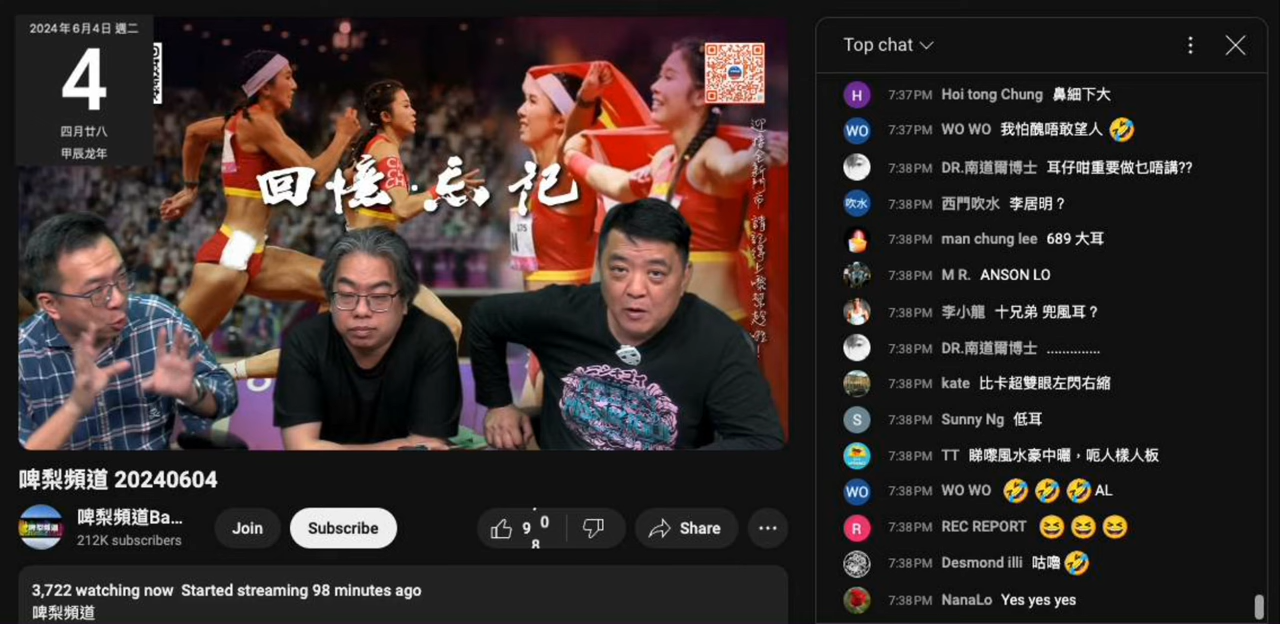 2024年6月4日 週二
4
四月廿八
甲辰龙年
回憶·忘記
啤梨頻道 20240604
啤梨頻道Ba...
212K subscribers
Join
Subscribe
9
0
8
Share
3,722 watching now Started streaming 98 minutes ago
啤梨頻道
Top chat
H 7:37PM Hoi tong Chung 鼻細下大
WO 7:37PM WO WO 我怕醜唔敢望人 🤣
7:38PM DR.南道爾博士 耳仔咁重要做乜唔講??
吹水 7:38PM 西門吹水 李居明？
7:38PM man chung lee 689 大耳
7:38PM M R. ANSON LO
7:38PM 李小龍 十兄弟 兜風耳？
7:38PM DR.南道爾博士 ..............
7:38PM kate 比卡超雙眼左閃右縮
S 7:38PM Sunny Ng 低耳
7:38PM TT 睇嚟風水豪中曬，呃人樣人板
WO 7:38PM WO WO 🤣🤣🤣AL
R 7:38PM REC REPORT 😆😆😆
7:38PM Desmond illi 咕嚕🤣
7:38PM NanaLo Yes yes yes